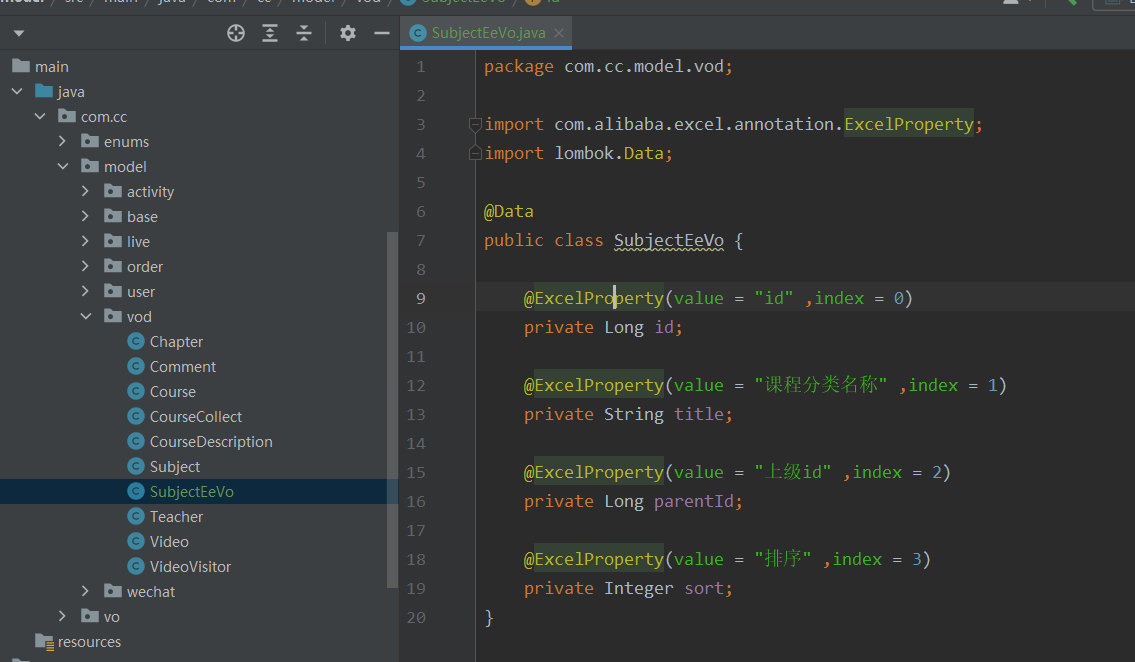 SubjectEeVo.java
main
java
com.cc
enums
model
activity
base
live
order
user
vod
Chapter
Comment
Course
CourseCollect
CourseDescription
Subject
SubjectEeVo
Teacher
Video
VideoVisitor
wechat
vo
resources
1 package com.cc.model.vod;
2
3 import com.alibaba.excel.annotation.ExcelProperty;
4 import lombok.Data;
5
6 @Data
7 public class SubjectEeVo {
8
9 @ExcelProperty(value = "id" ,index = 0)
10 private Long id;
11
12 @ExcelProperty(value = "课程分类名称" ,index = 1)
13 private String title;
14
15 @ExcelProperty(value = "上级id" ,index = 2)
16 private Long parentId;
17
18 @ExcelProperty(value = "排序" ,index = 3)
19 private Integer sort;
20 }